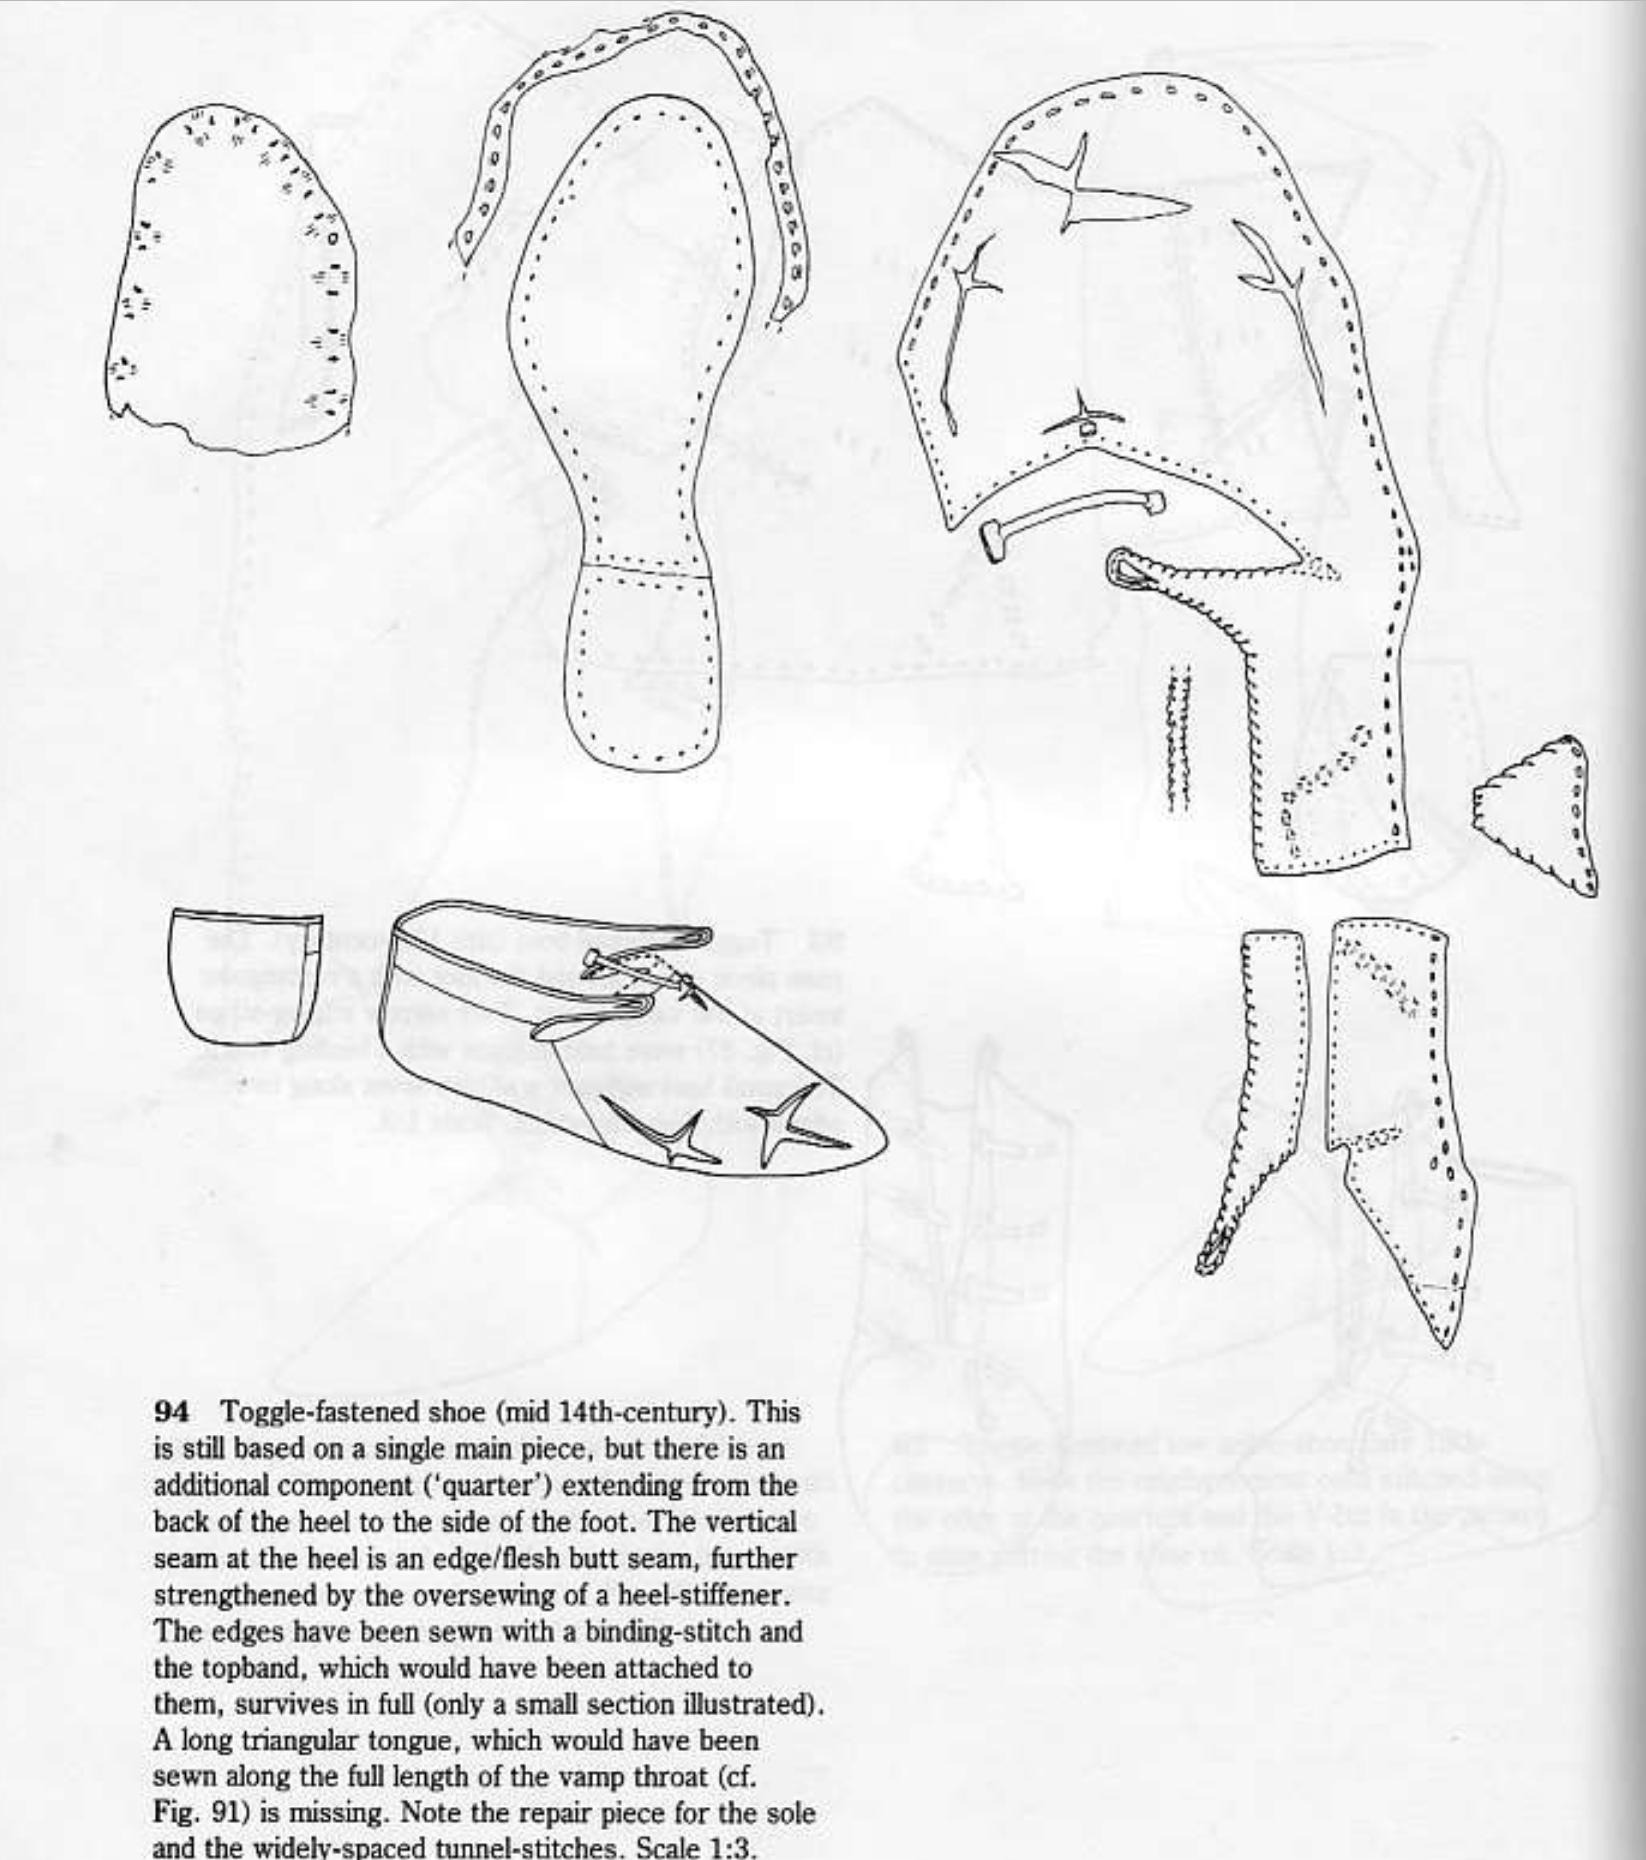 94 Toggle-fastened shoe (mid 14th-century). This
is still based on a single main piece, but there is an
additional component (‘quarter’) extending from the
back of the heel to the side of the foot. The vertical
seam at the heel is an edge/flesh butt seam, further
strengthened by the oversewing of a heel-stiffener.
The edges have been sewn with a binding-stitch and
the topband, which would have been attached to
them, survives in full (only a small section illustrated).
A long triangular tongue, which would have been
sewn along the full length of the vamp throat (cf.
Fig. 91) is missing. Note the repair piece for the sole
and the widely-spaced tunnel-stitches. Scale 1:3.